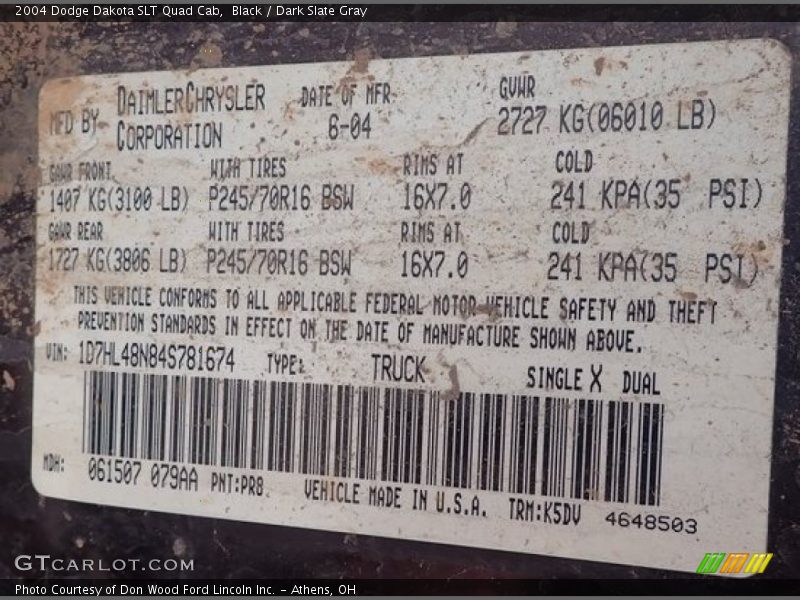 2004 Dodge Dakota SLT Quad Cab,  Black / Dark Slate Gray
MFD BY DAIMLERCHRYSLER CORPORATION DATE OF MFR 6-04 GVWR 2727 KG(06010 LB)
GAWR FRONT WITH TIRES RIMS AT COLD
1407 KG(3100 LB) P245/70R16 BSW 16X7.0 241 KPA(35 PSI)
GAWR REAR WITH TIRES RIMS AT COLD
1727 KG(3806 LB) P245/70R16 BSW 16X7.0 241 KPA(35 PSI)
THIS VEHICLE CONFORMS TO ALL APPLICABLE FEDERAL MOTOR VEHICLE SAFETY AND THEFT
PREVENTION STANDARDS IN EFFECT ON THE DATE OF MANUFACTURE SHOWN ABOVE.
VIN: 1D7HL48N84S781674 TYPE: TRUCK SINGLE X DUAL
MDH: 061507 079AA PNT:PR8 VEHICLE MADE IN U.S.A. TRM:K5DV 4648503
GTCARLOT.COM
Photo Courtesy of Don Wood Ford Lincoln Inc. - Athens, OH